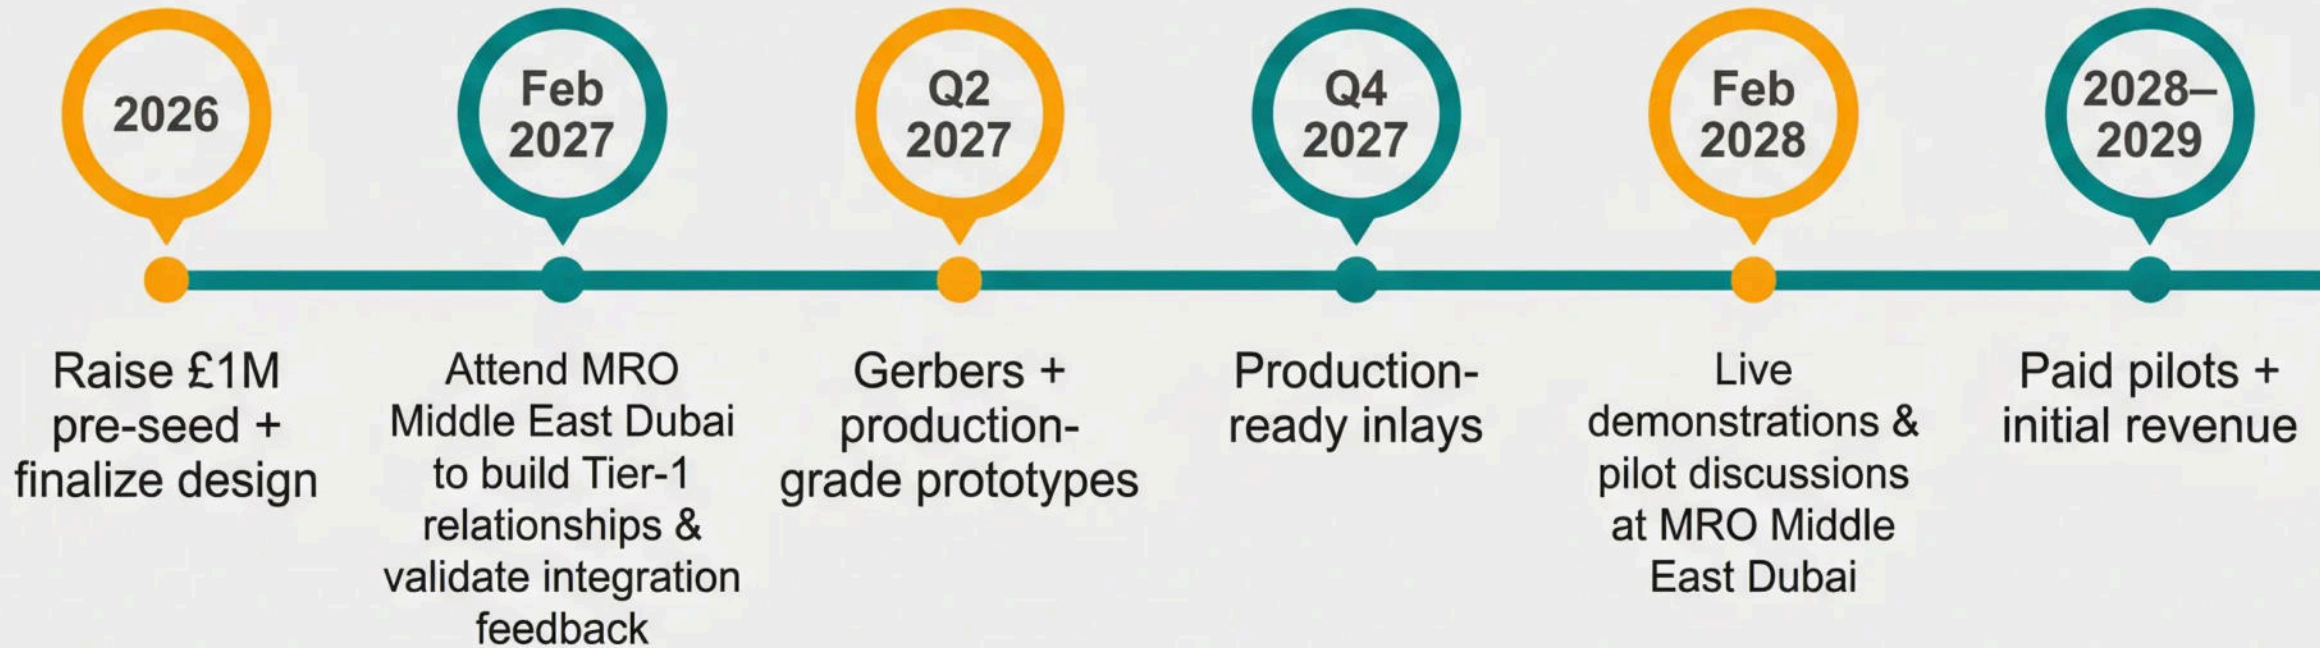 2026
Feb
2027
Q2
2027
Q4
2027
Feb
2028
2028–
2029
Raise £1M
pre-seed +
finalize design
Attend MRO
Middle East Dubai
to build Tier-1
relationships &
validate integration
feedback
Gerbers +
production-
grade prototypes
Production-
ready inlays
Live
demonstrations &
pilot discussions
at MRO Middle
East Dubai
Paid pilots +
initial revenue